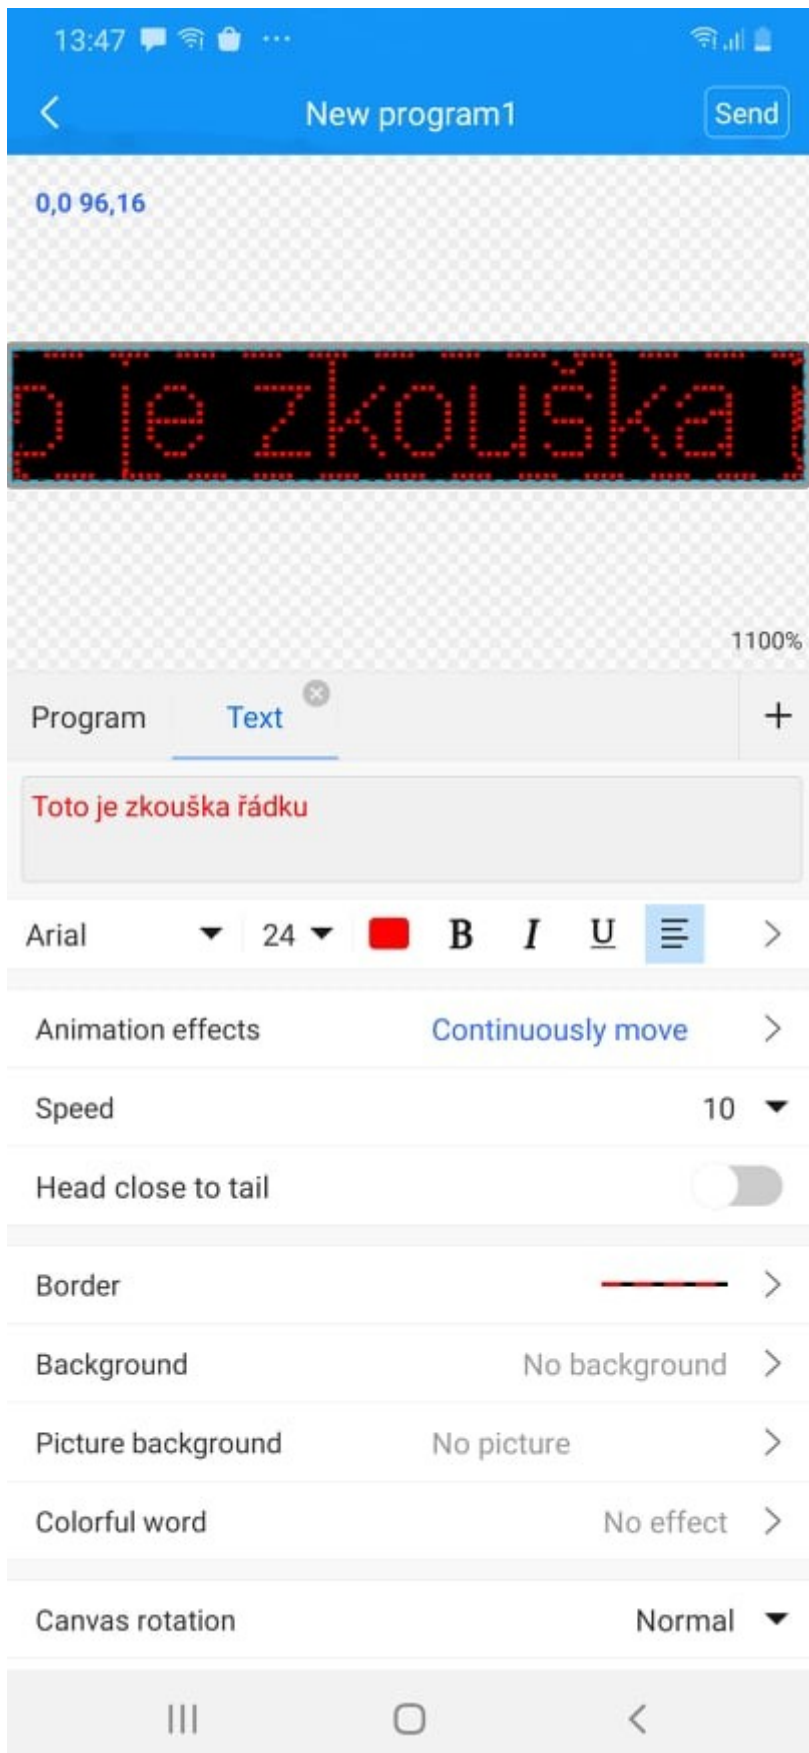 13:47
New program1 Send
0,0 96,16
o je zkouška
1100%
Program Text +
Toto je zkouška řádku
Arial 24 B I U
Animation effects Continuously move
Speed 10
Head close to tail
Border
Background No background
Picture background No picture
Colorful word No effect
Canvas rotation Normal